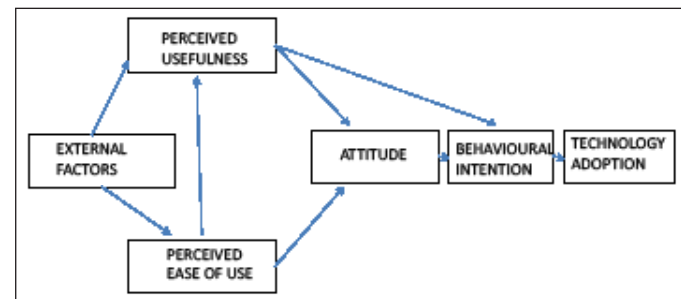 PERCEIVED
USEFULNESS
EXTERNAL
FACTORS
ATTITUDE
BEHAVIOURAL
INTENTION
TECHNOLOGY
ADOPTION
PERCEIVED
EASE OF USE